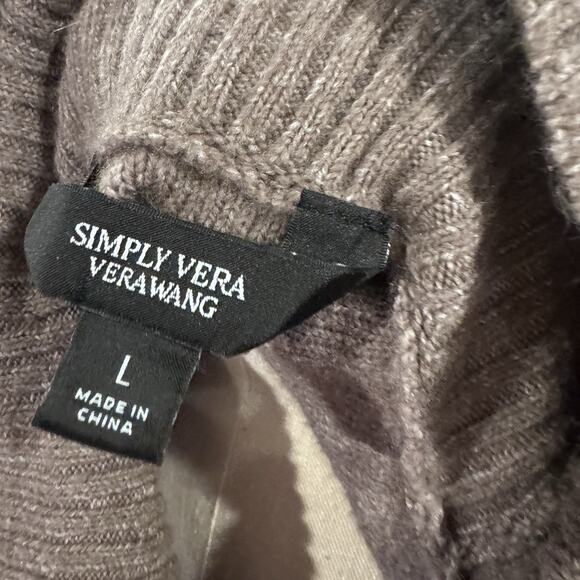 SIMPLY VERA
VERA WANG
L
MADE IN
CHINA